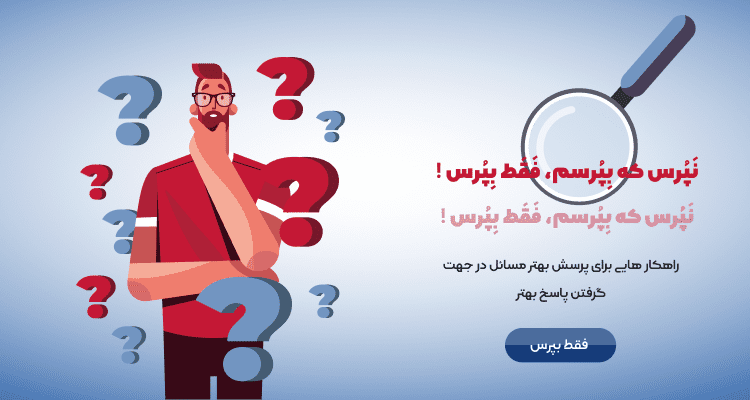 نَپُرس که بِپُرسم، فَقَط بِپُرس !
نَپُرس که بِپُرسم، فَقَط بِپُرس !
راهکار هایی برای پرسش بهتر مسائل در جهت
گرفتن پاسخ بهتر
فقط بپرس